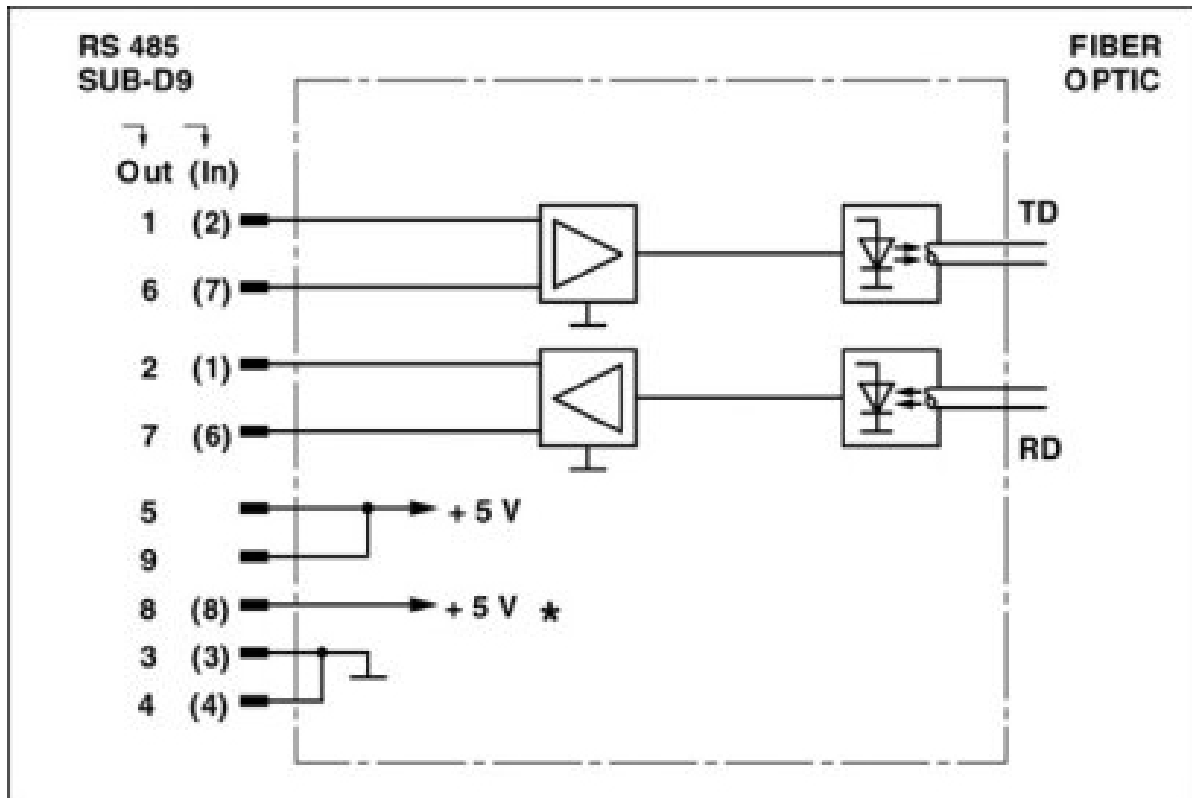 RS 485
SUB-D9
FIBER
OPTIC
Out (In)
1 (2)
TD
6 (7)
2 (1)
7 (6)
RD
5 + 5 V
9
8 (8) + 5 V *
3 (3)
4 (4)